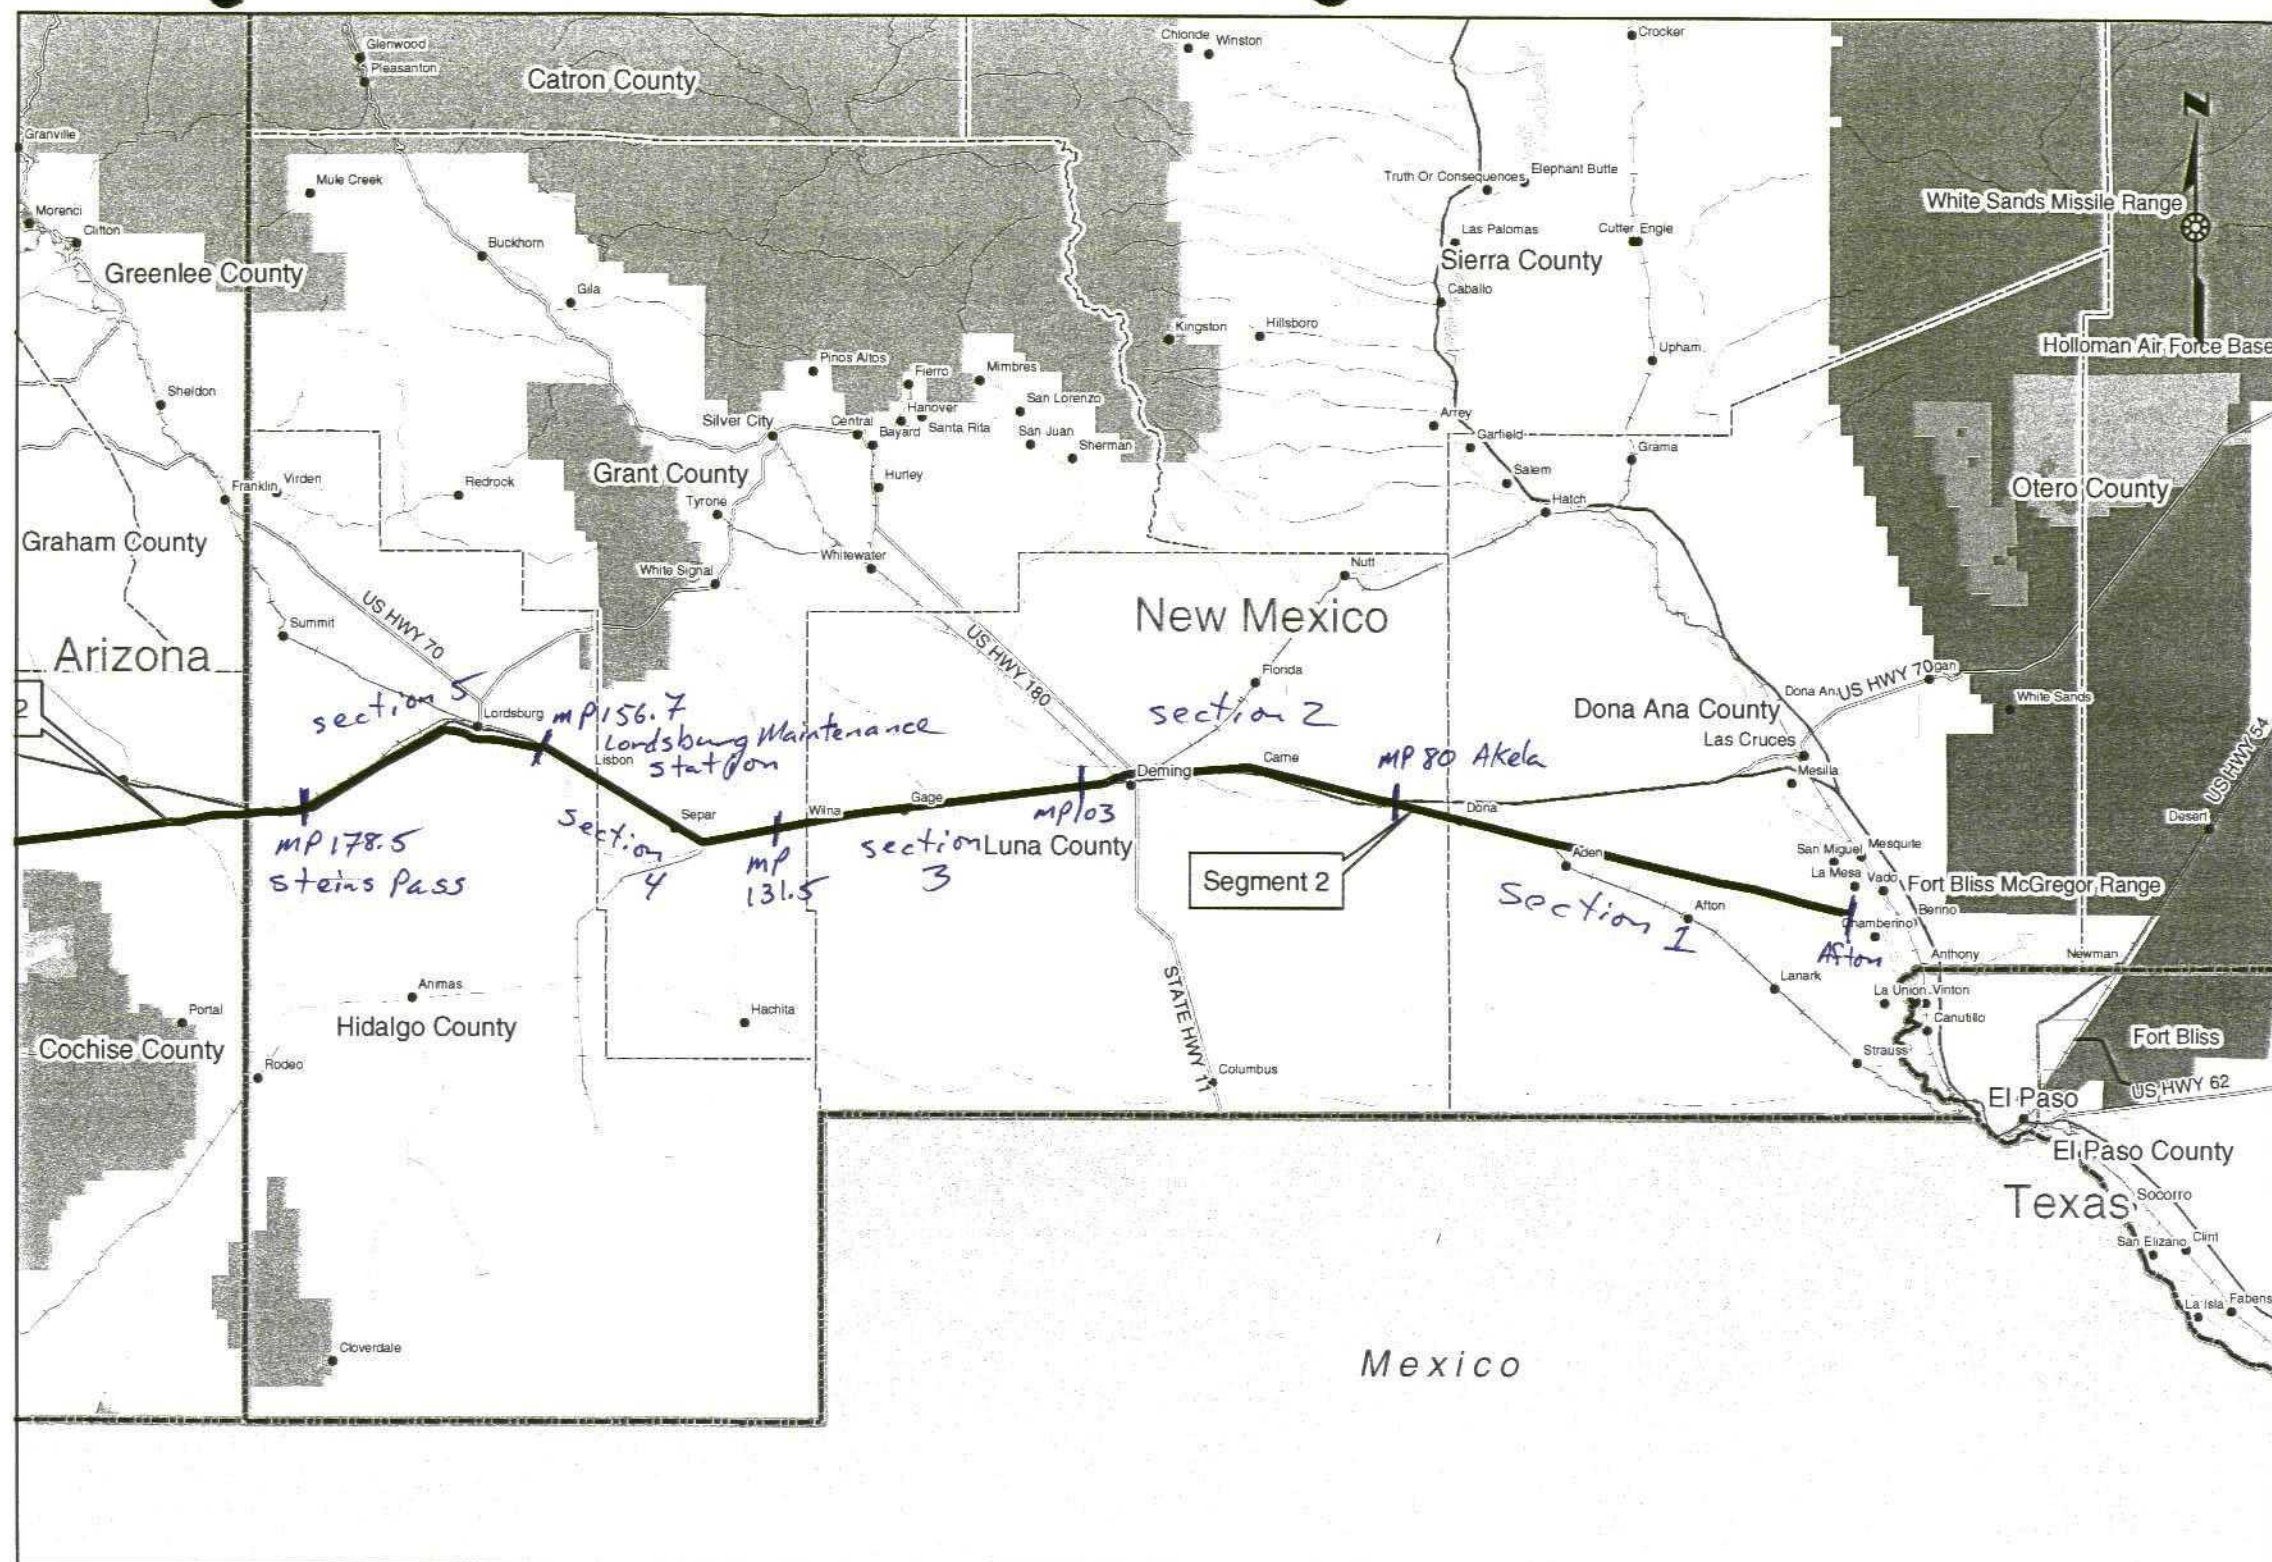 Glenwood
Pleasanton
Catron County
Chloride
Winston
Crocker
Granville
Mule Creek
Truth Or Consequences
Elephant Butte
White Sands Missile Range
N
Morenci
Clifton
Buckhorn
Las Palomas
Cutter
Engle
Greenlee County
Sierra County
Gila
Caballo
Kingston
Hillsboro
Upham
Holloman Air Force Base
Pinos Altos
Fierro
Mimbres
Sheldon
Hanover
San Lorenzo
Silver City
Central
Bayard
Santa Rita
San Juan
Sherman
Arrey
Garfield
Grama
Grant County
Hurley
Salem
Franklin
Virden
Redrock
Tyrone
Hatch
Otero County
Graham County
Whitewater
White Signal
Nutt
US HWY 70
US HWY 180
New Mexico
Summit
Arizona
Florida
section 5
Lordsburg
MP 156.7
Lordsburg Maintenance
station
section 2
Dona An
US HWY 70
gan
White Sands
US HWY 54
Dona Ana County
Las Cruces
2
Lisbon
Deming
Carne
MP 80 Akela
Mesilla
Separ
Wilna
Gage
MP 103
Dona
Desert
MP 178.5
Steins Pass
Section
4
MP
131.5
section
3
Luna County
Segment 2
Aden
San Miguel
Mesquite
La Mesa
Vado
Fort Bliss McGregor Range
Section
1
Afton
Chamberino
Berino
Afton
Anthony
Newman
Lanark
Animas
Hachita
STATE HWY 11
La Union
Vinton
Canutillo
Portal
Hidalgo County
Cochise County
Rodeo
Columbus
Strauss
Fort Bliss
US HWY 62
El Paso
El Paso County
Texas
Socorro
San Elizario
Clint
La Isla
Fabens
Cloverdale
Mexico